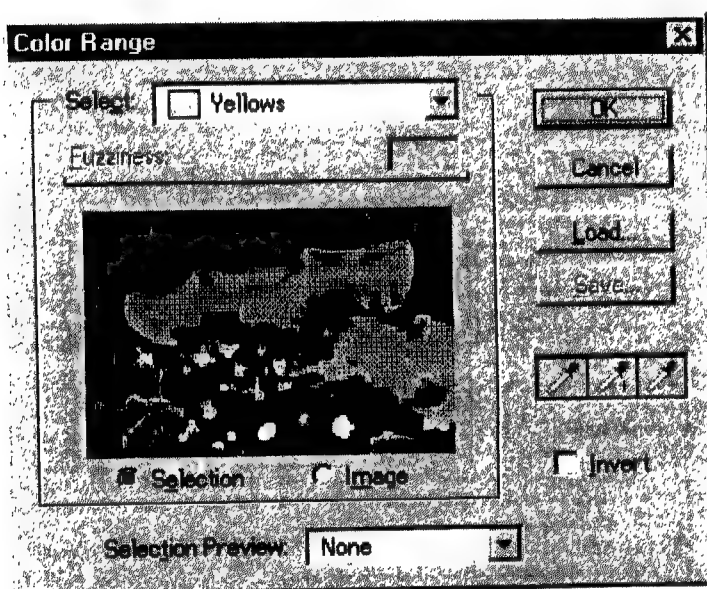 Color Range
Select: Yellows
Fuzziness:
OK
Cancel
Load...
Save...
Selection
Image
Invert
Selection Preview: None